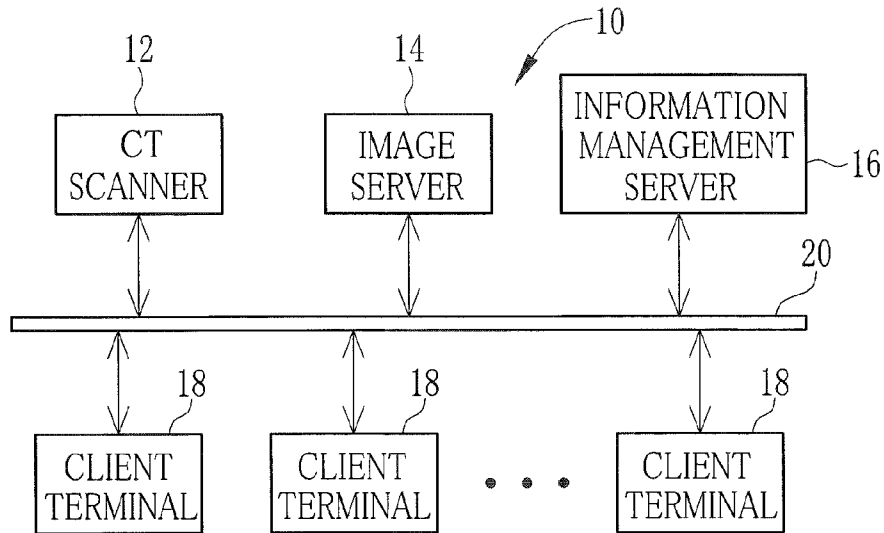 10
12
14
CT
SCANNER
IMAGE
SERVER
INFORMATION
MANAGEMENT
SERVER
16
20
18
18
18
CLIENT
TERMINAL
CLIENT
TERMINAL
CLIENT
TERMINAL